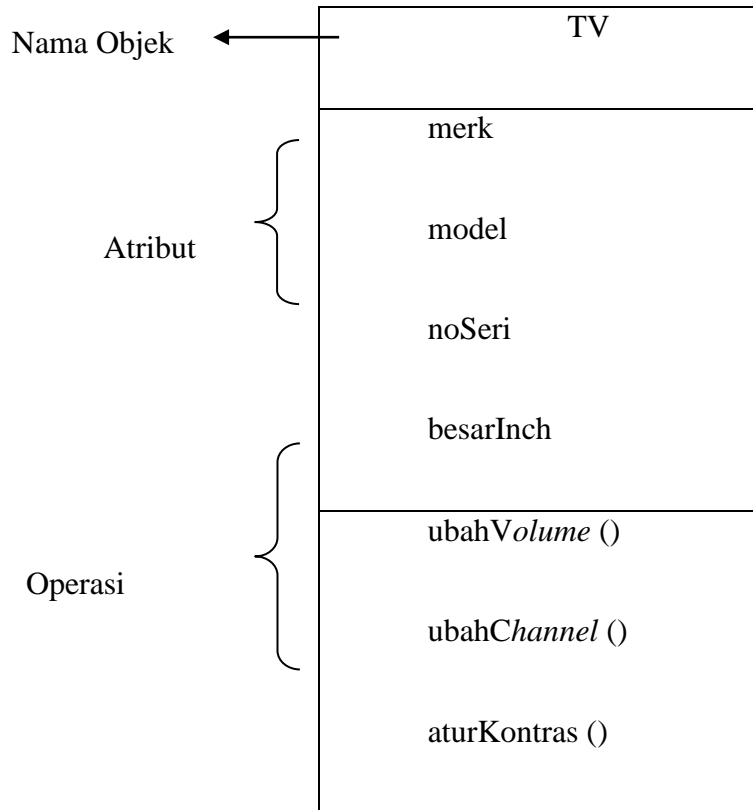 Nama Objek
TV
Atribut
merk
model
noSeri
besarInch
Operasi
ubahVolume ()
ubahChannel ()
aturKontras ()